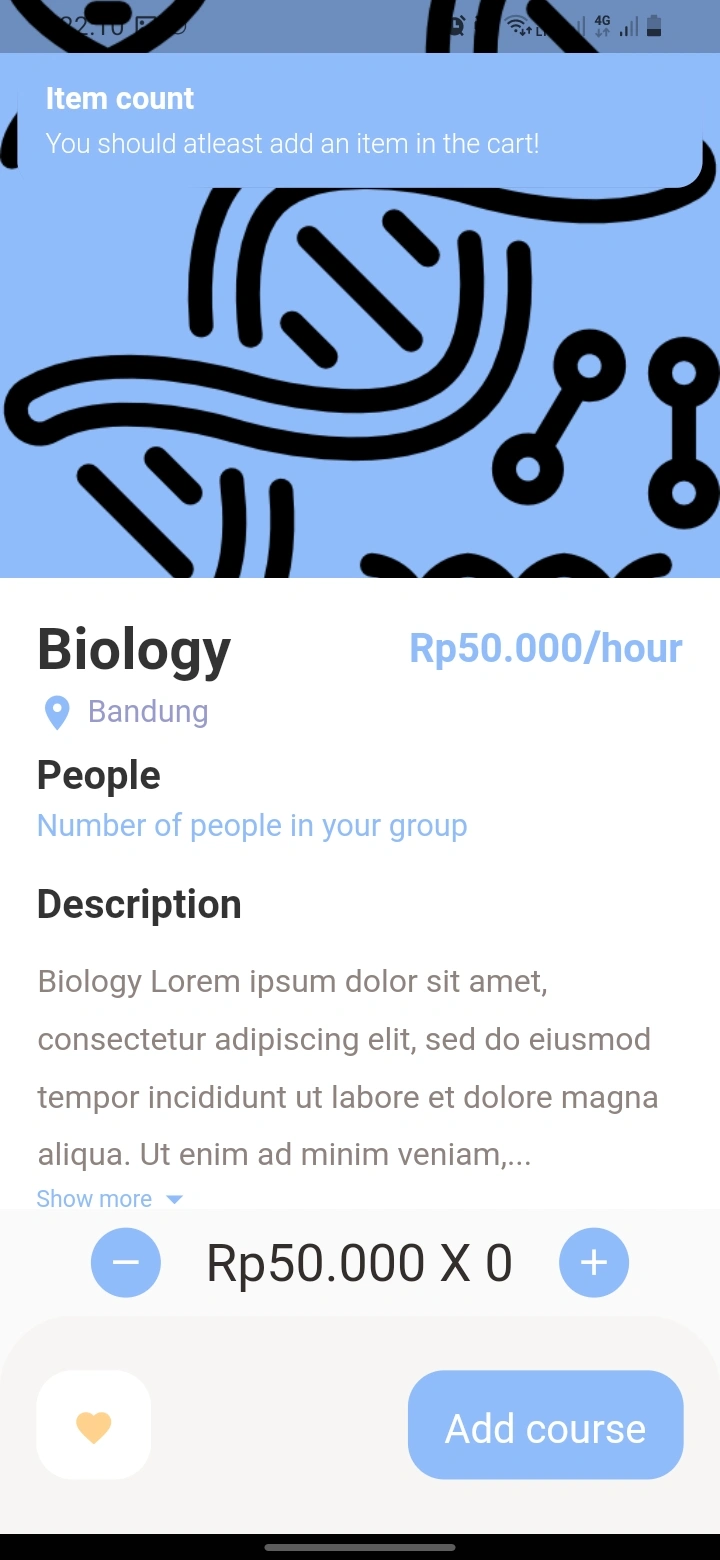 22.10
4G
Item count
You should atleast add an item in the cart!
Biology
Rp50.000/hour
Bandung
People
Number of people in your group
Description
Biology Lorem ipsum dolor sit amet,
consectetur adipiscing elit, sed do eiusmod
tempor incididunt ut labore et dolore magna
aliqua. Ut enim ad minim veniam,...
Show more
Rp50.000 X 0
Add course